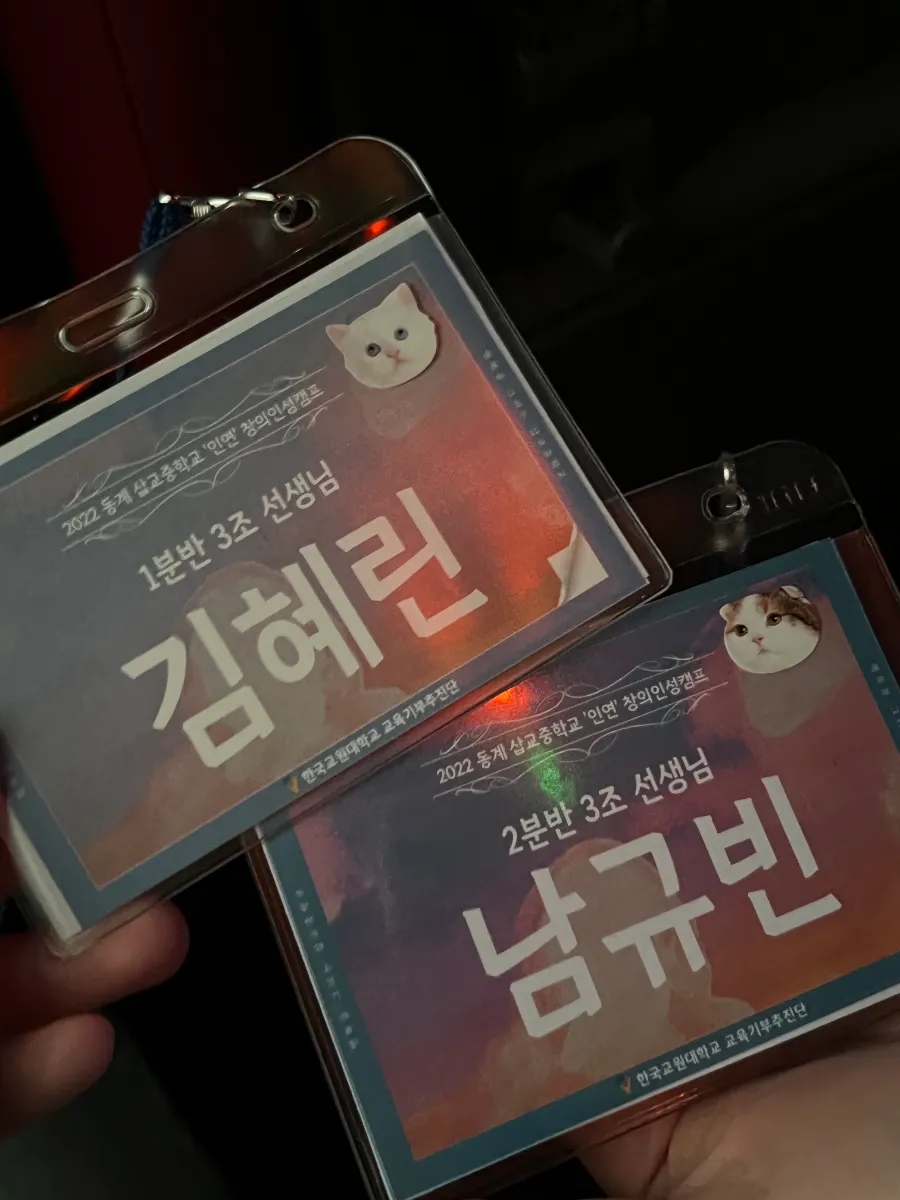 2022 동계 삽교중학교 '인연' 창의인성캠프
1분반 3조 선생님
김혜린
한국교원대학교 교육기부추진단
2022 동계 삽교중학교 '인연' 창의인성캠프
2분반 3조 선생님
남규빈
한국교원대학교 교육기부추진단